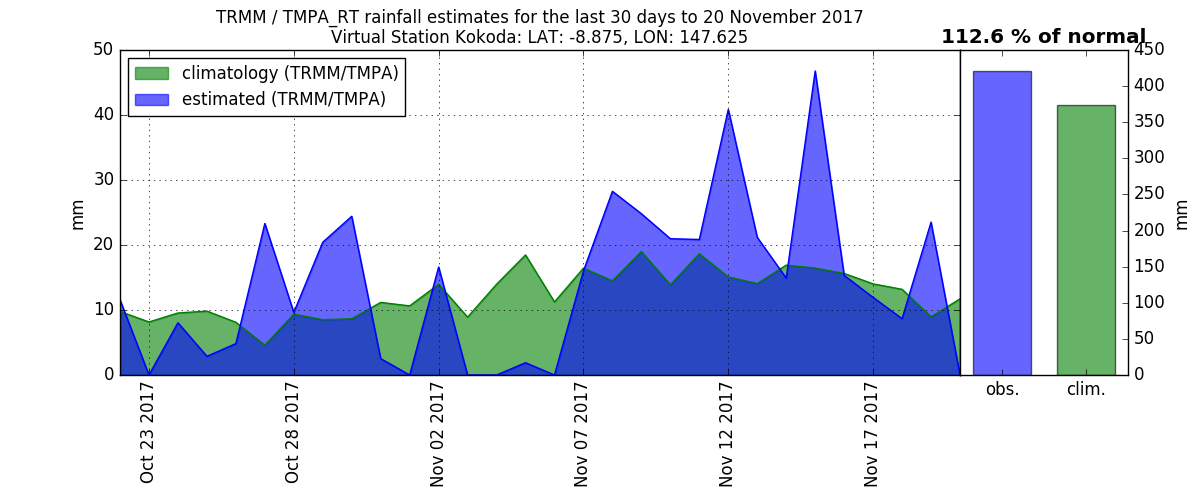 TRMM / TMPA_RT rainfall estimates for the last 30 days to 20 November 2017
Virtual Station Kokoda: LAT: -8.875, LON: 147.625
112.6 % of normal
climatology (TRMM/TMPA)
estimated (TRMM/TMPA)
mm
50
40
30
20
10
0
Oct 23 2017
Oct 28 2017
Nov 02 2017
Nov 07 2017
Nov 12 2017
Nov 17 2017
450
400
350
300
250
200
150
100
50
0
mm
obs.
clim.